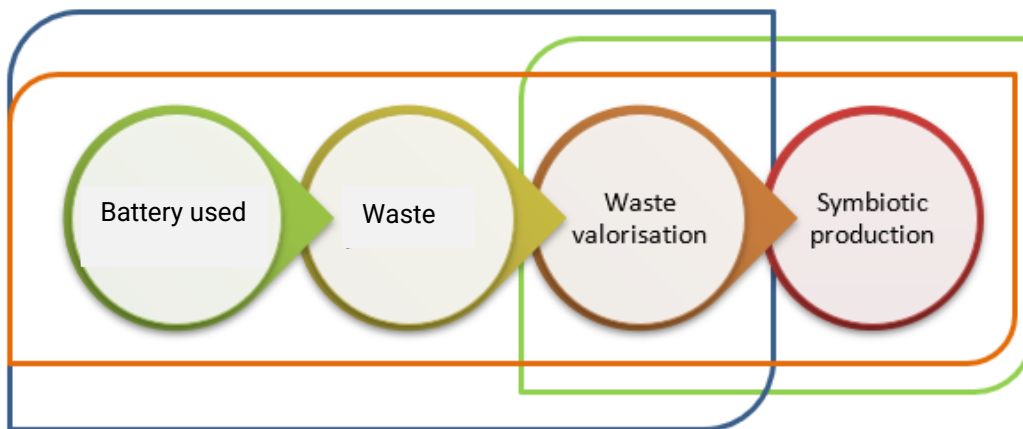 Battery used
Waste
Waste
valorisation
Symbiotic
production